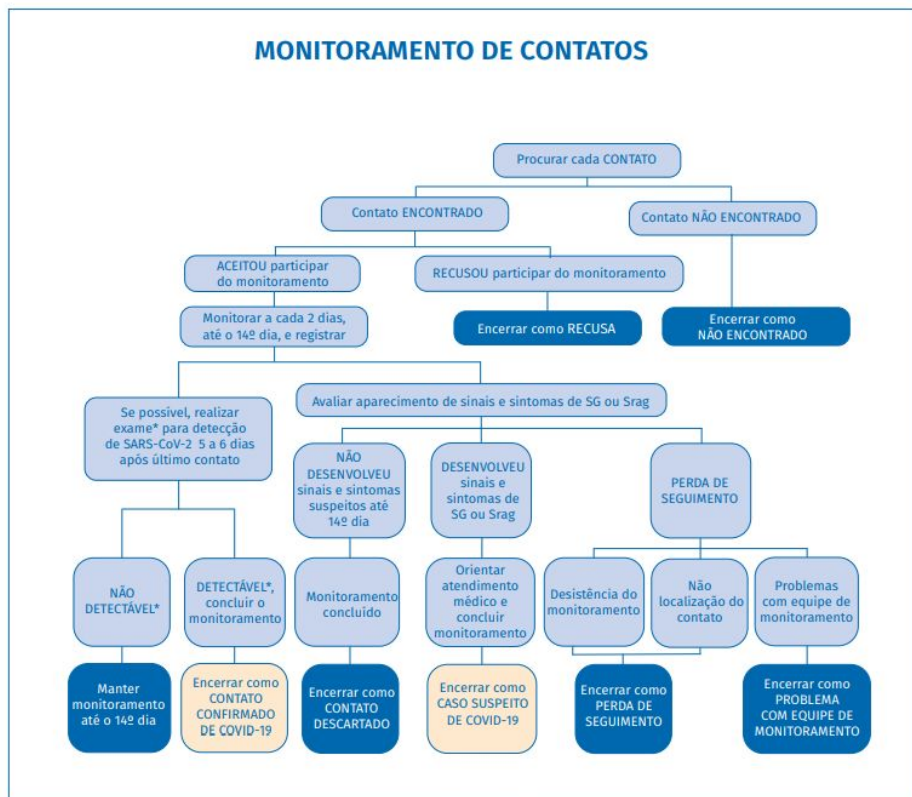 MONITORAMENTO DE CONTATOS
Procurar cada CONTATO
Contato ENCONTRADO
Contato NÃO ENCONTRADO
ACEITOU participar
do monitoramento
RECUSOU participar do monitoramento
Monitorar a cada 2 dias,
até o 14º dia, e registrar
Encerrar como RECUSA
Encerrar como
NÃO ENCONTRADO
Se possível, realizar
exame* para detecção
de SARS-CoV-2 5 a 6 dias
após último contato
Avaliar aparecimento de sinais e sintomas de SG ou Srag
NÃO
DESENVOLVEU
sinais e sintomas
suspeitos até
14º dia
DESENVOLVEU
sinais e
sintomas de
SG ou Srag
PERDA DE
SEGUIMENTO
NÃO
DETECTÁVEL*
DETECTÁVEL*,
concluir o
monitoramento
Monitoramento
concluído
Orientar
atendimento
médico e
concluir
monitoramento
Desistência do
monitoramento
Não
localização do
contato
Problemas
com equipe de
monitoramento
Manter
monitoramento
até o 14º dia
Encerrar como
CONTATO
CONFIRMADO
DE COVID-19
Encerrar como
CONTATO
DESCARTADO
Encerrar como
CASO SUSPEITO
DE COVID-19
Encerrar como
PERDA DE
SEGUIMENTO
Encerrar como
PROBLEMA
COM EQUIPE DE
MONITORAMENTO